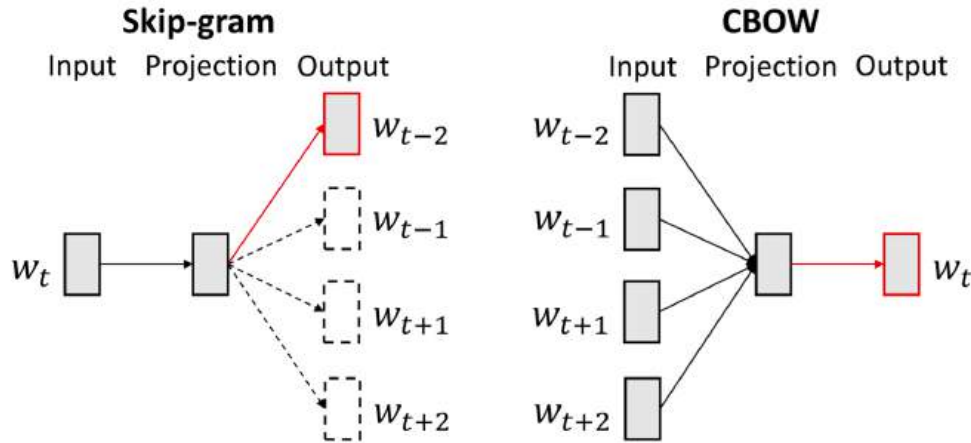 Skip-gram
Input Projection Output
w_{t-2}
w_{t-1}
w_t
w_{t+1}
w_{t+2}
CBOW
Input Projection Output
w_{t-2}
w_{t-1}
w_t
w_{t+1}
w_{t+2}